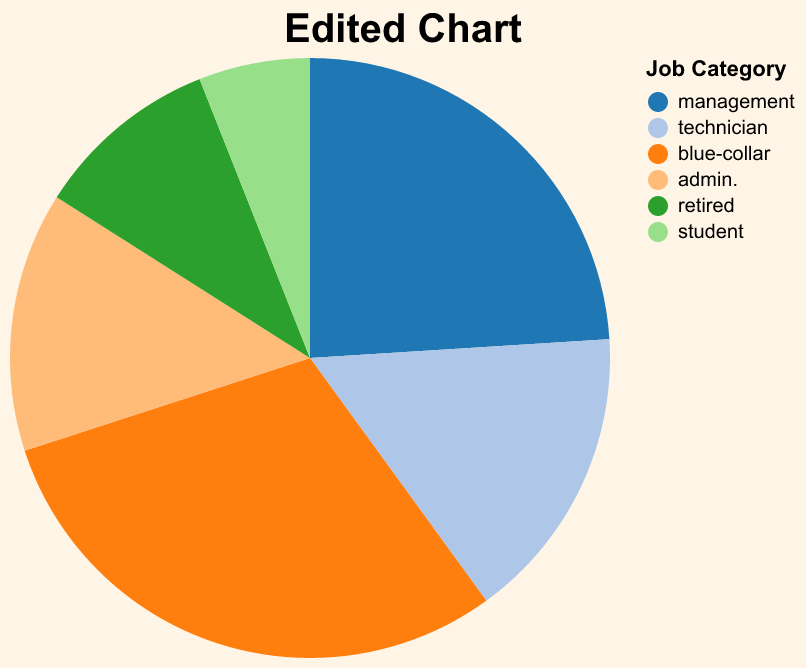 Edited Chart
Job Category
management
technician
blue-collar
admin.
retired
student